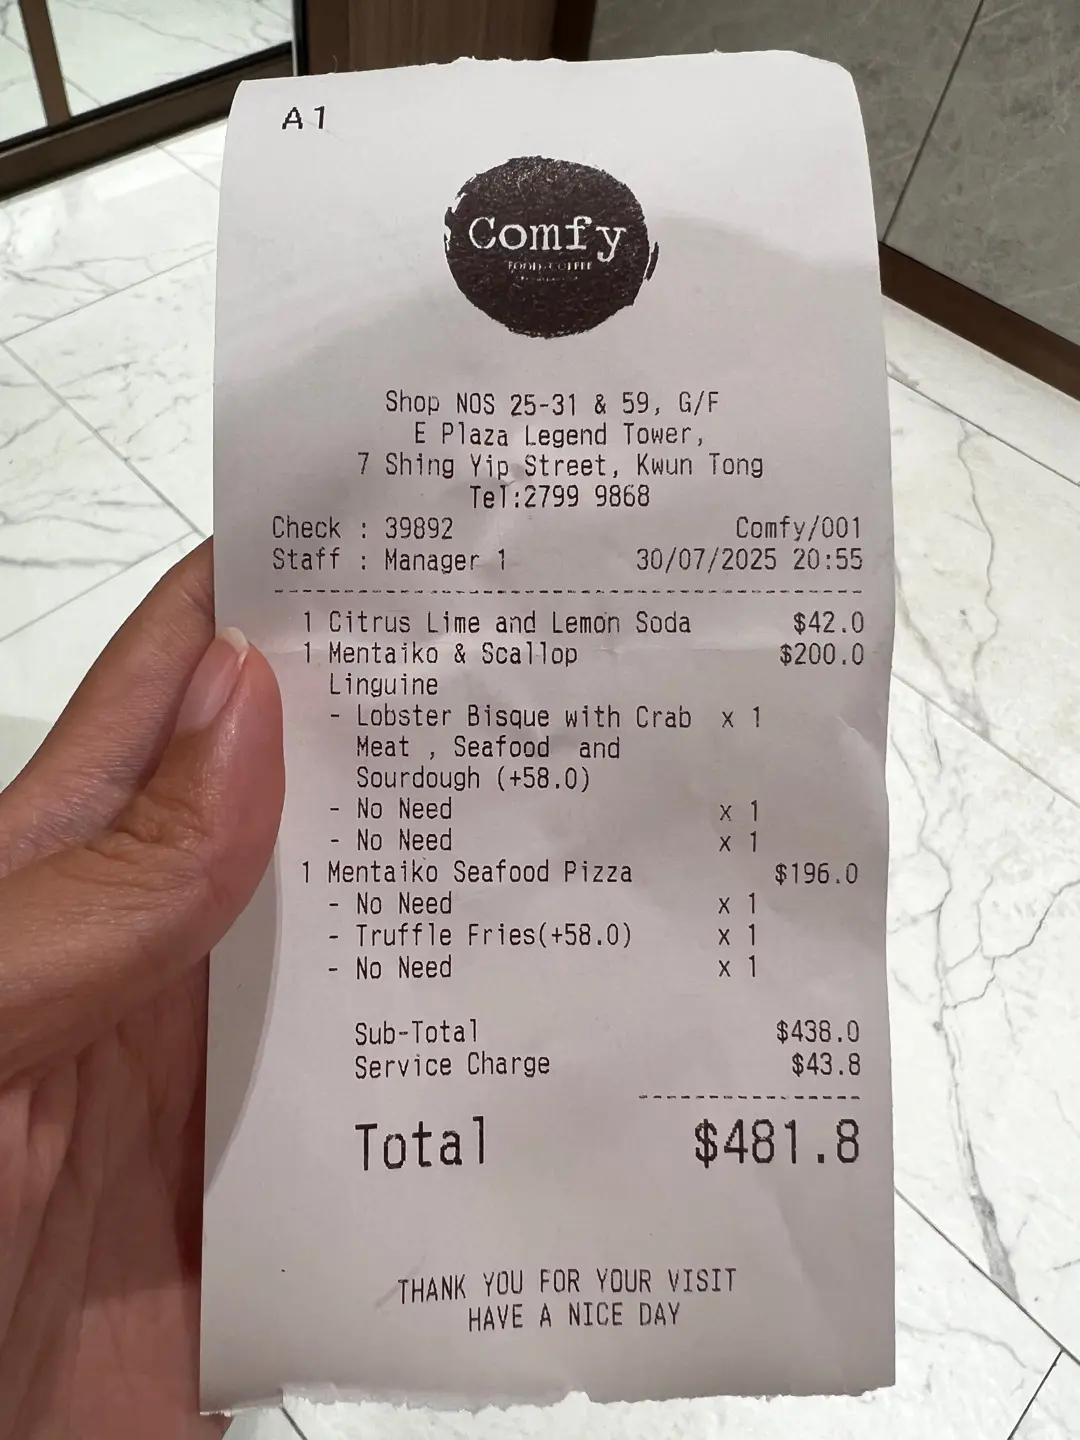 A1
Comfy
FOOD+COFFEE
Shop NOS 25-31 & 59, G/F
E Plaza Legend Tower,
7 Shing Yip Street, Kwun Tong
Tel:2799 9868
Check : 39892 Comfy/001
Staff : Manager 1 30/07/2025 20:55
1 Citrus Lime and Lemon Soda $42.0
1 Mentaiko & Scallop $200.0
Linguine
- Lobster Bisque with Crab x 1
Meat , Seafood and
Sourdough (+58.0)
- No Need x 1
- No Need x 1
1 Mentaiko Seafood Pizza $196.0
- No Need x 1
- Truffle Fries(+58.0) x 1
- No Need x 1
Sub-Total $438.0
Service Charge $43.8
Total $481.8
THANK YOU FOR YOUR VISIT
HAVE A NICE DAY